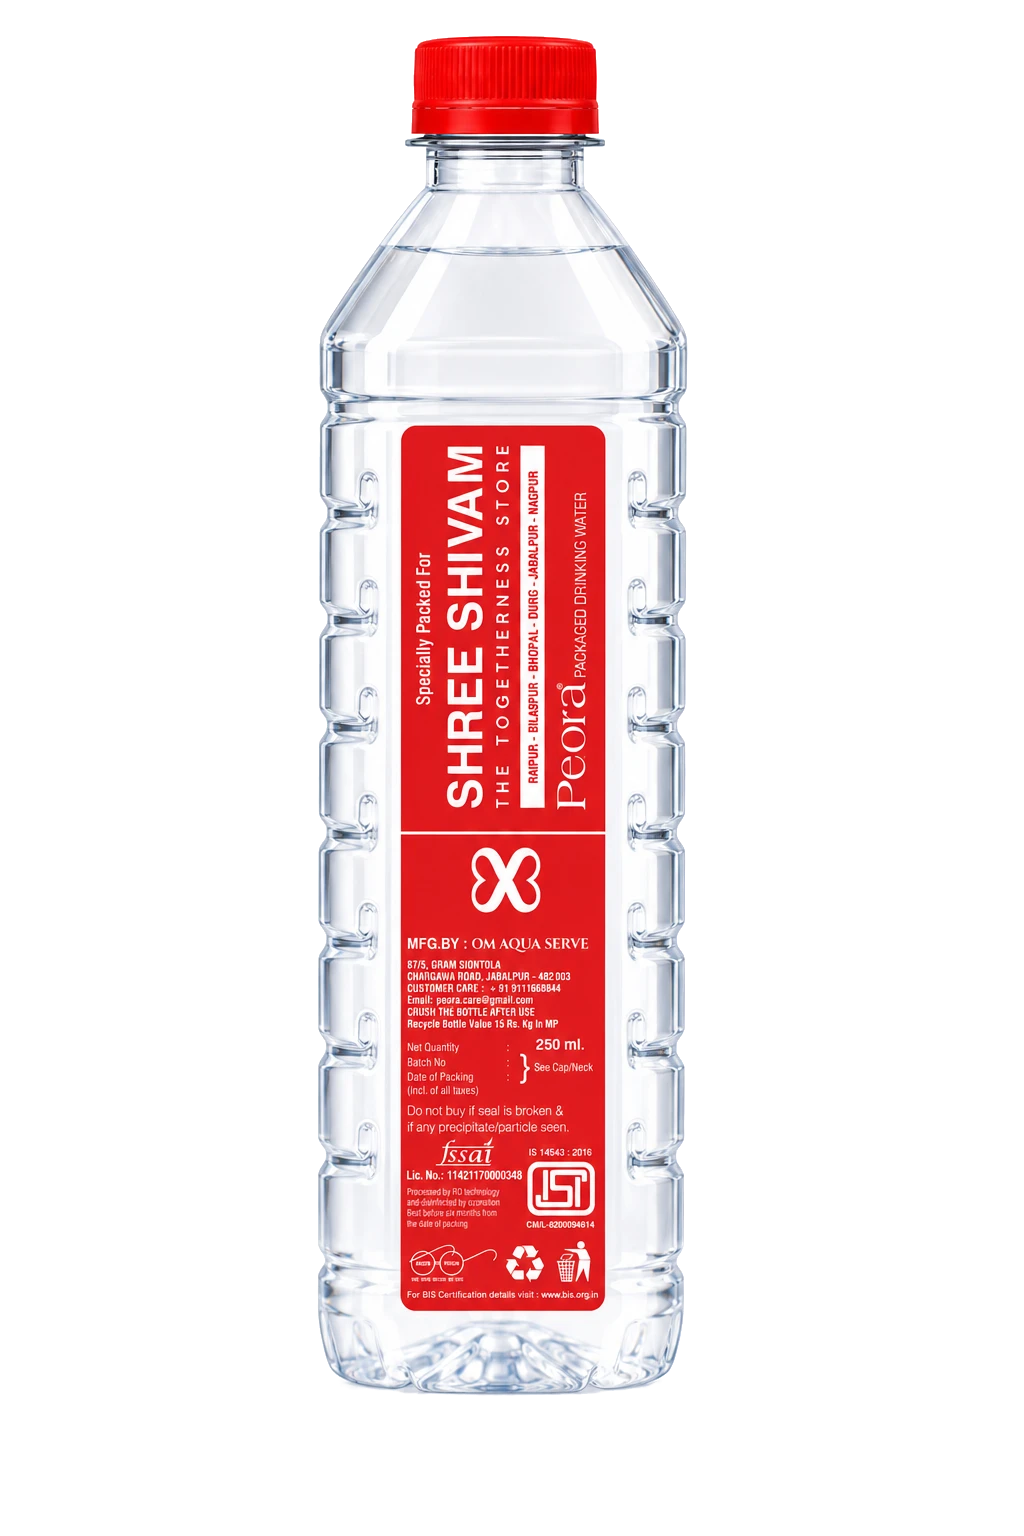 Specially Packed For
SHREE SHIVAM
THE TOGETHERNESS STORE
RAIPUR - BILASPUR - BHOPAL - DURG - JABALPUR - NAGPUR
Peora® PACKAGED DRINKING WATER
MFG.BY : OM AQUA SERVE
87/5, GRAM SIONTOLA
CHARGAWA ROAD, JABALPUR - 482 003
CUSTOMER CARE : + 91 9111668844
Email: peora.care@gmail.com
CRUSH THE BOTTLE AFTER USE
Recycle Bottle Value 15 Rs. Kg In MP
Net Quantity : 250 ml.
Batch No :
Date of Packing : } See Cap/Neck
(incl. of all taxes)
Do not buy if seal is broken &
if any precipitate/particle seen.
fssai
Lic. No.: 11421170000348
Processed by RO technology
and disinfected by ozonation
Best before six months from
the date of packing
IS 14543 : 2016
ISI
CM/L-8200094614
For BIS Certification details visit : www.bis.org.in